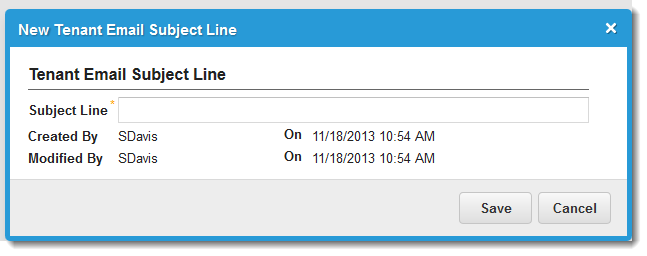 New Tenant Email Subject Line ×
Tenant Email Subject Line
Subject Line *
Created By SDavis On 11/18/2013 10:54 AM
Modified By SDavis On 11/18/2013 10:54 AM
Save Cancel